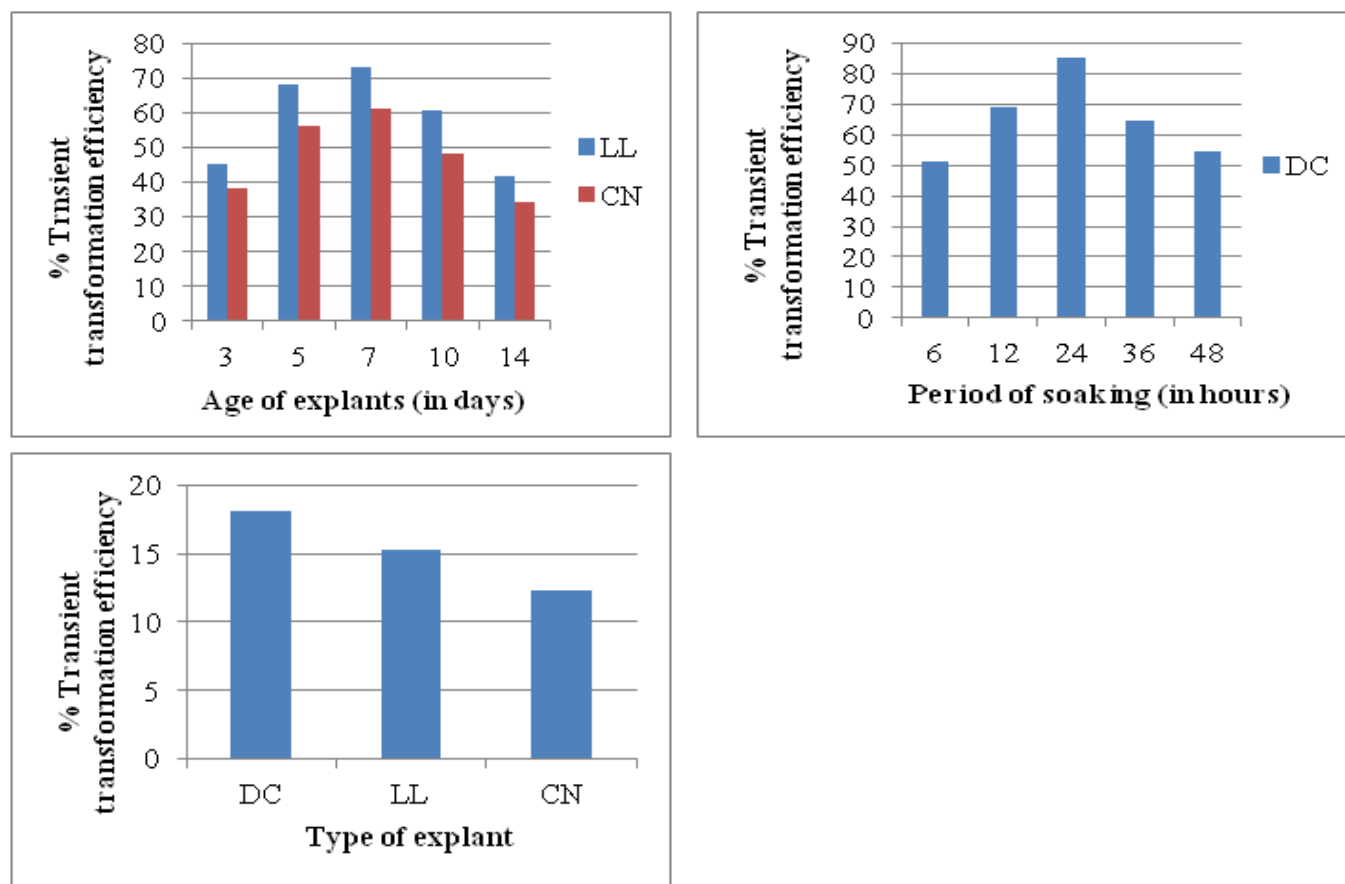 % Trnsient
transformation efficiency
80
70
60
50
40
30
20
10
0
3 5 7 10 14
Age of explants (in days)
LL
CN
% Transient
transformation efficiency
90
80
70
60
50
40
30
20
10
0
6 12 24 36 48
Period of soaking (in hours)
DC
% Transient
transformation efficiency
20
15
10
5
0
DC LL CN
Type of explant